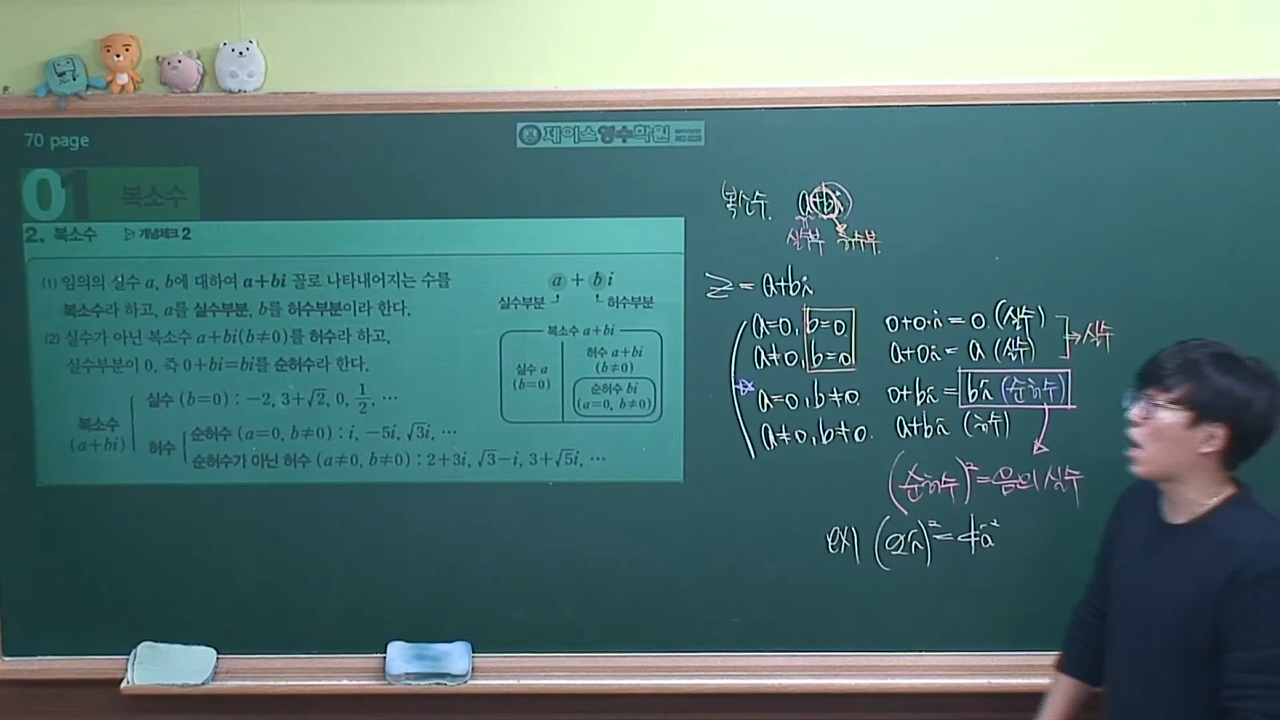 70 page
제이스영수학원
01 복소수
2. 복소수 ▷개념체크 2
(1) 임의의 실수 a, b에 대하여 a+bi 꼴로 나타내어지는 수를
복소수라 하고, a를 실수부분, b를 허수부분이라 한다.
(2) 실수가 아닌 복소수 a+bi(b≠0)를 허수라 하고,
실수부분이 0, 즉 0+bi=bi를 순허수라 한다.
복소수 (a+bi)
실수 (b=0) : -2, 3+√2, 0, 1/2, …
허수
순허수 (a=0, b≠0) : i, -5i, √3i, …
순허수가 아닌 허수 (a≠0, b≠0) : 2+3i, √3-i, 3+√5i, …
a + b i
실수부분 허수부분
복소수 a+bi
실수 a
(b=0)
허수 a+bi
(b≠0)
순허수 bi
(a=0, b≠0)
복소수. a+bi
실수부 허수부
Z = a+bi
a=0, b=0 0+0·i = 0 (실수)
a≠0, b=0 a+0i = a (실수)
→실수
a=0, b≠0. 0+bi = bi (순허수)
a≠0, b≠0. a+bi (허수)
(순허수)²=음의 실수
ex) (2i)²=4i²